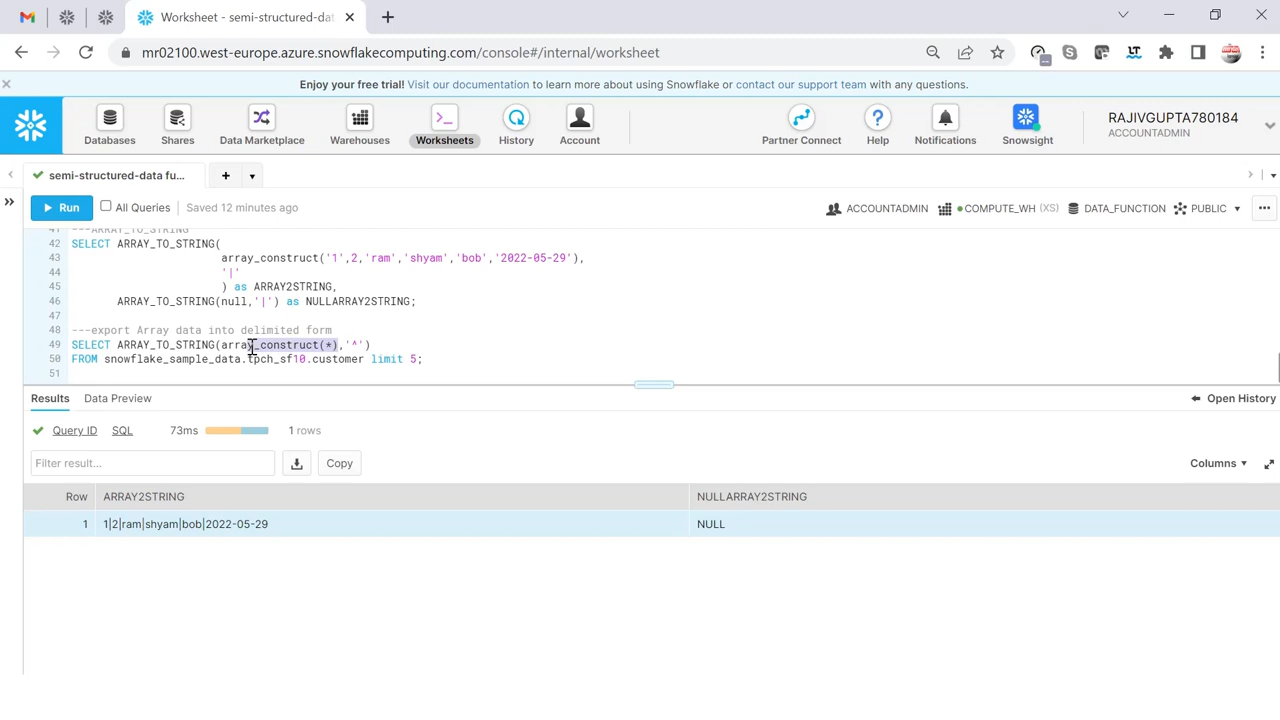 Worksheet - semi-structured-dat
mr02100.west-europe.azure.snowflakecomputing.com/console#/internal/worksheet
Enjoy your free trial! Visit our documentation to learn more about using Snowflake or contact our support team with any questions.
Databases
Shares
Data Marketplace
Warehouses
Worksheets
History
Account
Partner Connect
Help
Notifications
Snowsight
RAJIVGUPTA780184
ACCOUNTADMIN
semi-structured-data fu...
Run
All Queries
Saved 12 minutes ago
ACCOUNTADMIN
COMPUTE_WH (XS)
DATA_FUNCTION
PUBLIC
41 ---ARRAY_TO_STRING
42 SELECT ARRAY_TO_STRING(
43 array_construct('1',2,'ram','shyam','bob','2022-05-29'),
44 '|'
45 ) as ARRAY2STRING,
46 ARRAY_TO_STRING(null,'|') as NULLARRAY2STRING;
47
48 ---export Array data into delimited form
49 SELECT ARRAY_TO_STRING(array_construct(*),'^')
50 FROM snowflake_sample_data.tpch_sf10.customer limit 5;
51
Results
Data Preview
Open History
Query ID
SQL
73ms
1 rows
Filter result...
Copy
Columns
Row ARRAY2STRING NULLARRAY2STRING
1 1|2|ram|shyam|bob|2022-05-29 NULL